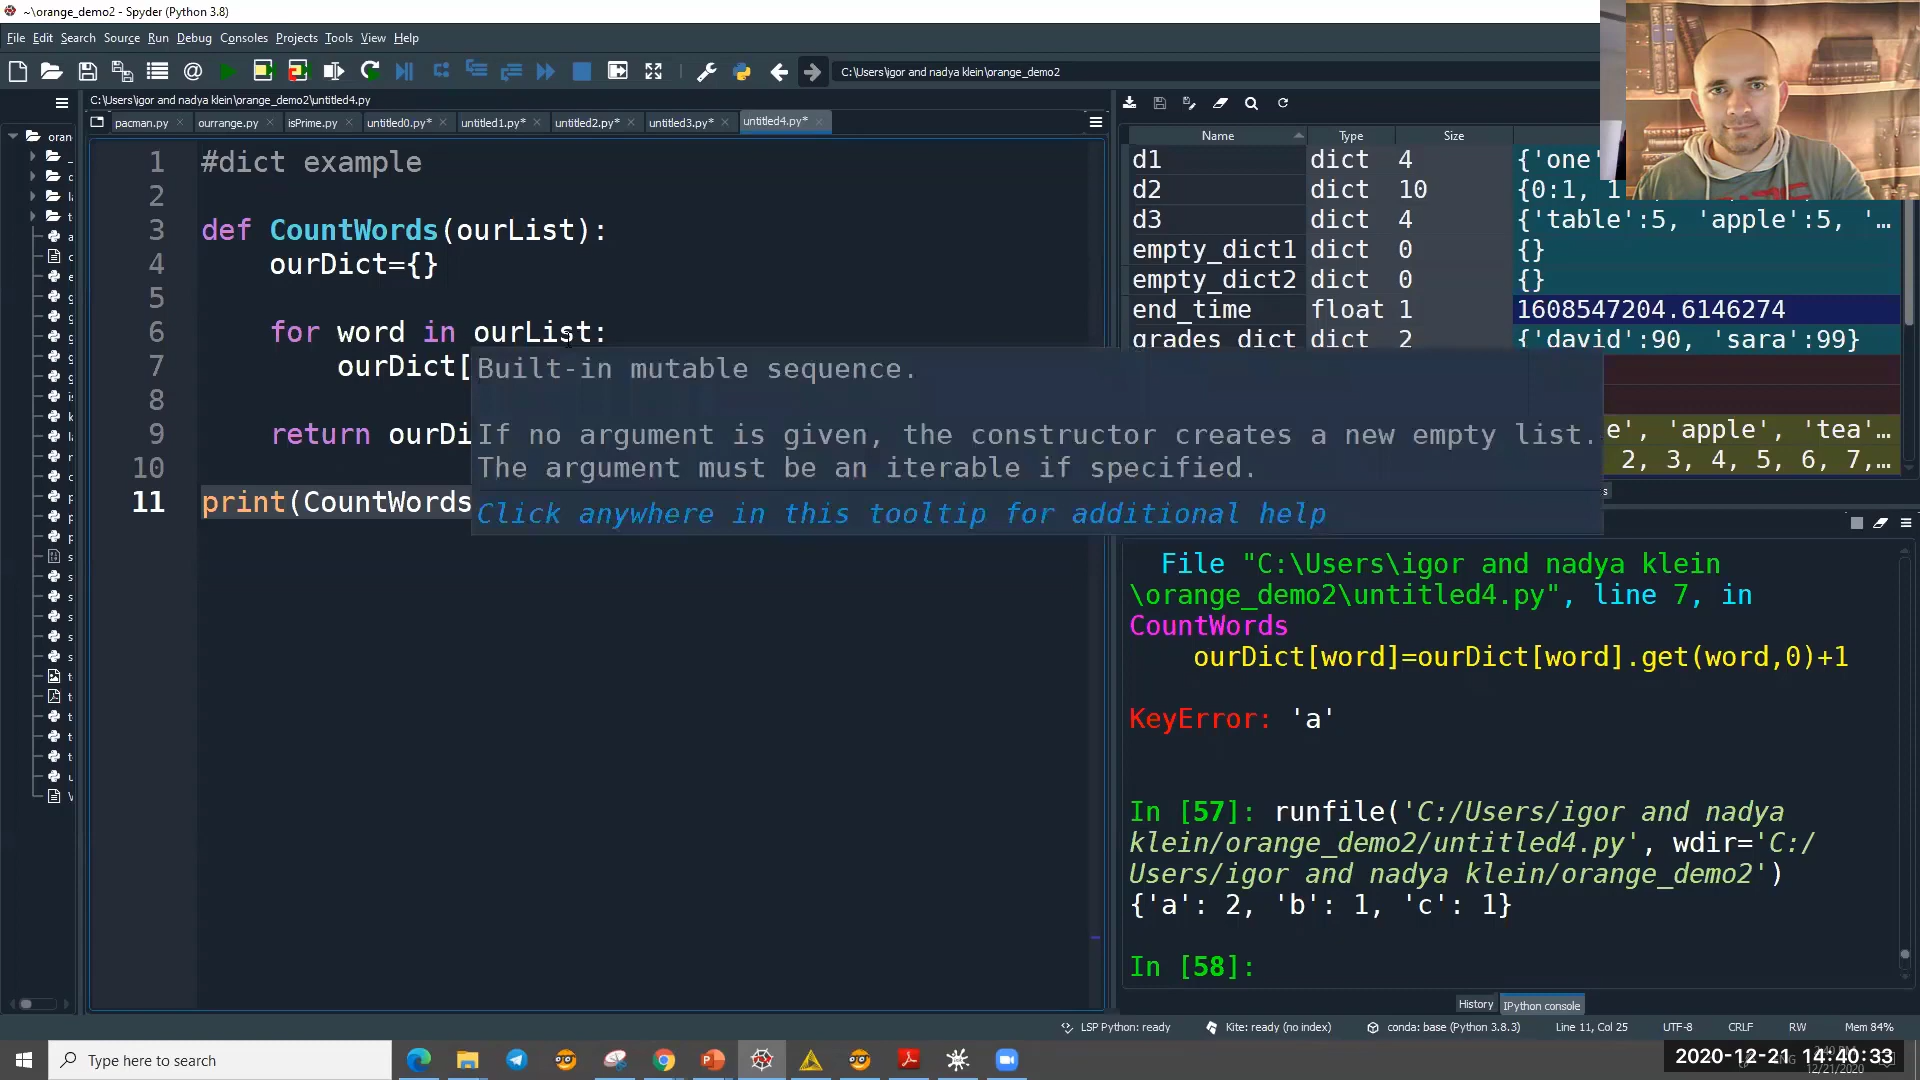 ~\orange_demo2 - Spyder (Python 3.8)
File Edit Search Source Run Debug Consoles Projects Tools View Help
C:\Users\igor and nadya klein\orange_demo2
C:\Users\igor and nadya klein\orange_demo2\untitled4.py
pacman.py ourrange.py isPrime.py untitled0.py* untitled1.py* untitled2.py* untitled3.py* untitled4.py*
oran
1 #dict example
2
3 def CountWords(ourList):
4 ourDict={}
5
6 for word in ourList:
7 ourDict[
8
9 return ourDi
10
11 print(CountWords
Built-in mutable sequence.
If no argument is given, the constructor creates a new empty list.
The argument must be an iterable if specified.
Click anywhere in this tooltip for additional help
Name Type Size
d1 dict 4 {'one'
d2 dict 10 {0:1, 1
d3 dict 4 {'table':5, 'apple':5, '…
empty_dict1 dict 0 {}
empty_dict2 dict 0 {}
end_time float 1 1608547204.6146274
grades_dict dict 2 {'david':90, 'sara':99}
e', 'apple', 'tea'…
2, 3, 4, 5, 6, 7,…
File "C:\Users\igor and nadya klein
\orange_demo2\untitled4.py", line 7, in
CountWords
ourDict[word]=ourDict[word].get(word,0)+1
KeyError: 'a'
In [57]: runfile('C:/Users/igor and nadya
klein/orange_demo2/untitled4.py', wdir='C:/
Users/igor and nadya klein/orange_demo2')
{'a': 2, 'b': 1, 'c': 1}
In [58]:
History IPython console
LSP Python: ready Kite: ready (no index) conda: base (Python 3.8.3) Line 11, Col 25 UTF-8 CRLF RW Mem 84%
Type here to search
2020-12-21 14:40:33
12/21/2020